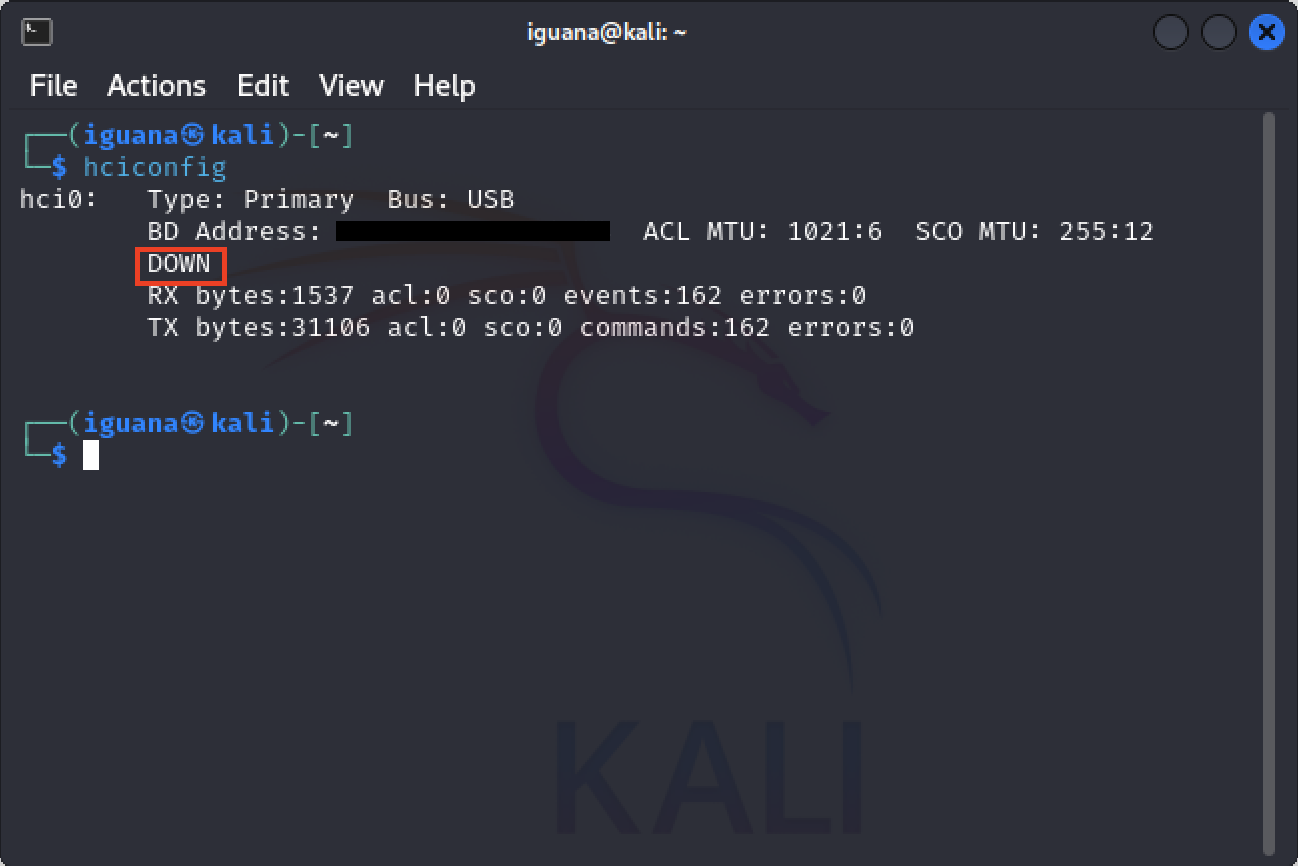 iguana@kali: ~
File Actions Edit View Help
┌──(iguana㉿kali)-[~]
└─$ hciconfig
hci0:   Type: Primary  Bus: USB
        BD Address:   ACL MTU: 1021:6  SCO MTU: 255:12
        DOWN
        RX bytes:1537 acl:0 sco:0 events:162 errors:0
        TX bytes:31106 acl:0 sco:0 commands:162 errors:0
┌──(iguana㉿kali)-[~]
└─$
KALI